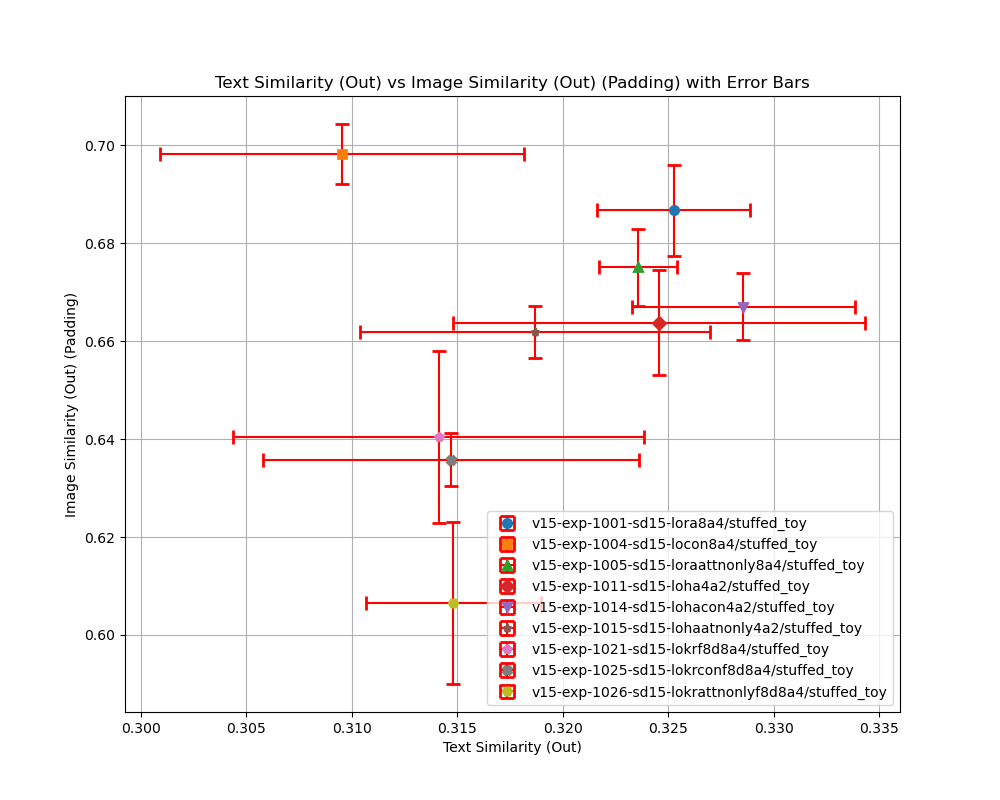 Text Similarity (Out) vs Image Similarity (Out) (Padding) with Error Bars
Image Similarity (Out) (Padding)
0.70
0.68
0.66
0.64
0.62
0.60
v15-exp-1001-sd15-lora8a4/stuffed_toy
v15-exp-1004-sd15-locon8a4/stuffed_toy
v15-exp-1005-sd15-loraattnonly8a4/stuffed_toy
v15-exp-1011-sd15-loha4a2/stuffed_toy
v15-exp-1014-sd15-lohacon4a2/stuffed_toy
v15-exp-1015-sd15-lohaatnonly4a2/stuffed_toy
v15-exp-1021-sd15-lokrf8d8a4/stuffed_toy
v15-exp-1025-sd15-lokrconf8d8a4/stuffed_toy
v15-exp-1026-sd15-lokrattnonlyf8d8a4/stuffed_toy
0.300 0.305 0.310 0.315 0.320 0.325 0.330 0.335
Text Similarity (Out)